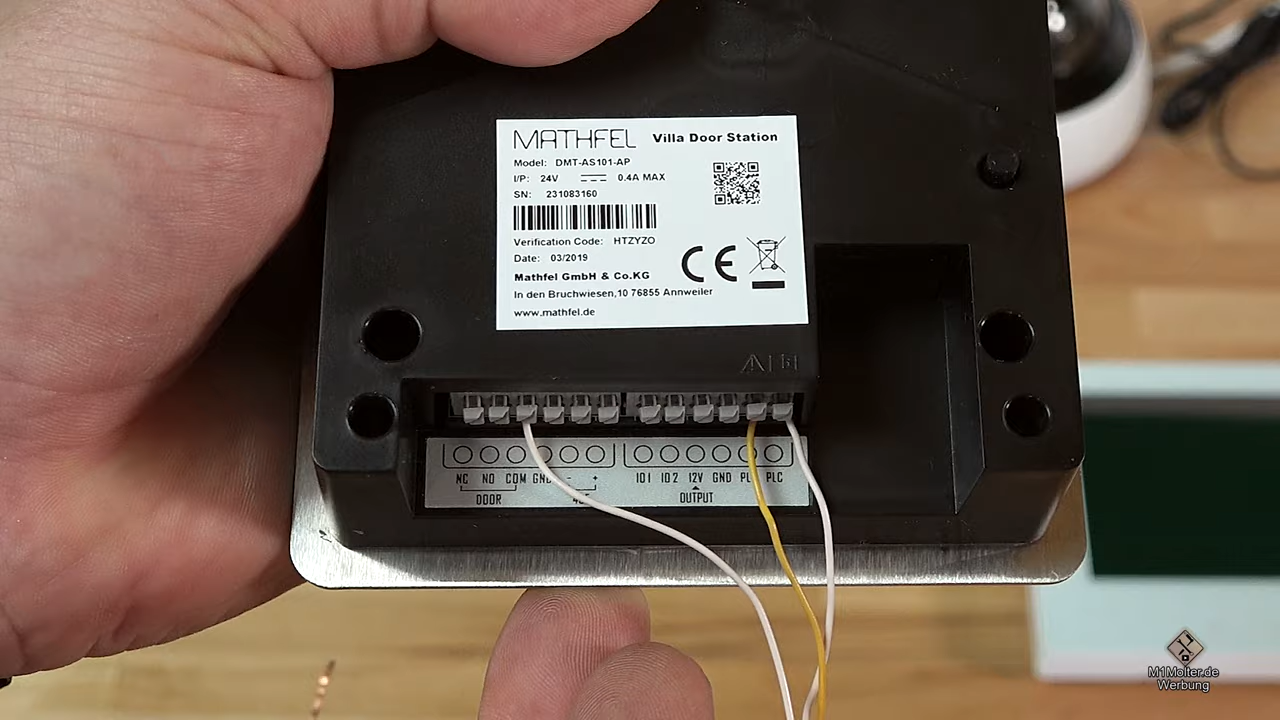 MATHFEL Villa Door Station
Model: DMT-AS101-AP
I/P: 24V 0.4A MAX
SN: 231083160
Verification Code: HTZYZO
Date: 03/2019
Mathfel GmbH & Co.KG
In den Bruchwiesen,10 76855 Annweiler
www.mathfel.de
NC NO COM GND - + IO1 IO2 12V GND PLC
DOOR OUTPUT
M1Molter.de
Werbung